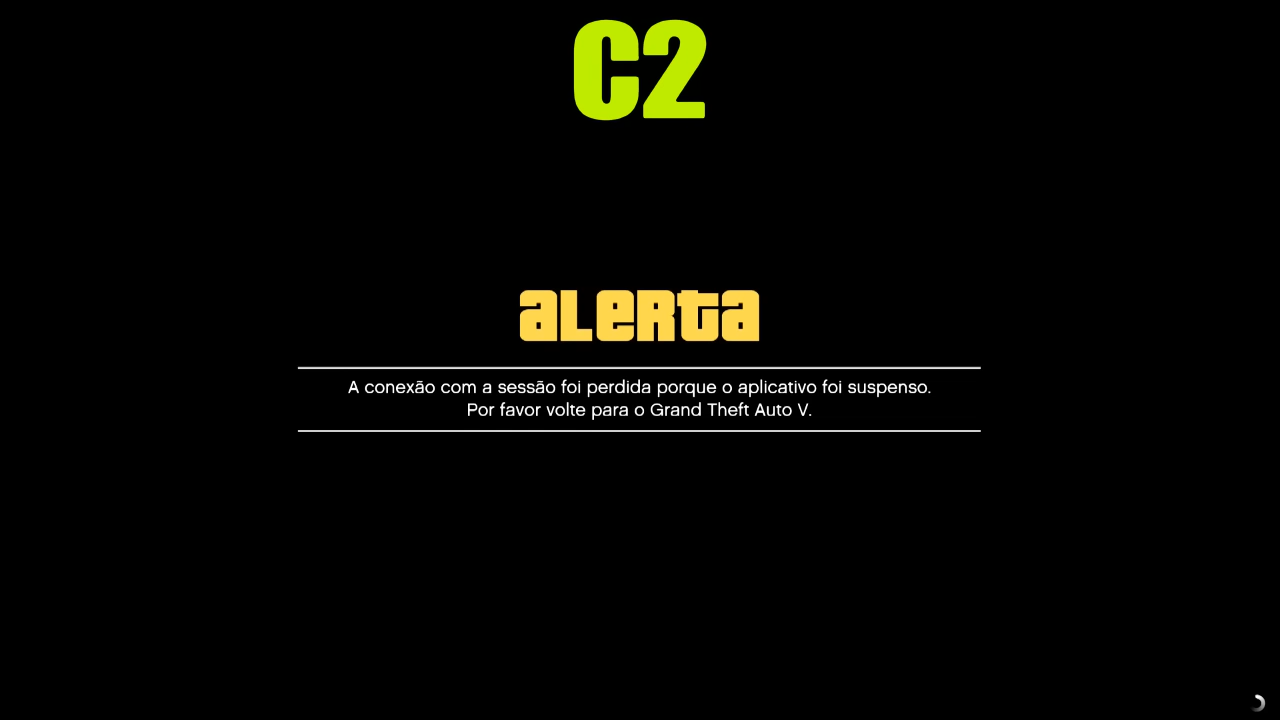 C2
aLeRta
A conexão com a sessão foi perdida porque o aplicativo foi suspenso.
Por favor volte para o Grand Theft Auto V.